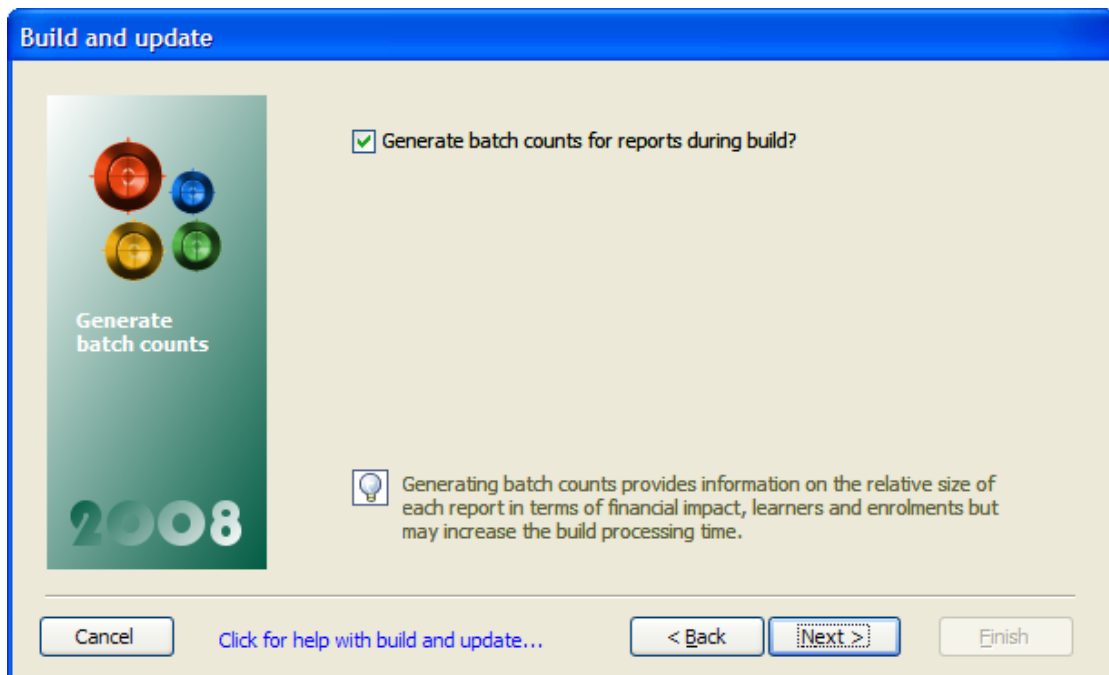 Build and update
Generate batch counts for reports during build?
Generate
batch counts
Generating batch counts provides information on the relative size of
each report in terms of financial impact, learners and enrolments but
may increase the build processing time.
2008
Cancel
Click for help with build and update...
< Back
Next >
Finish